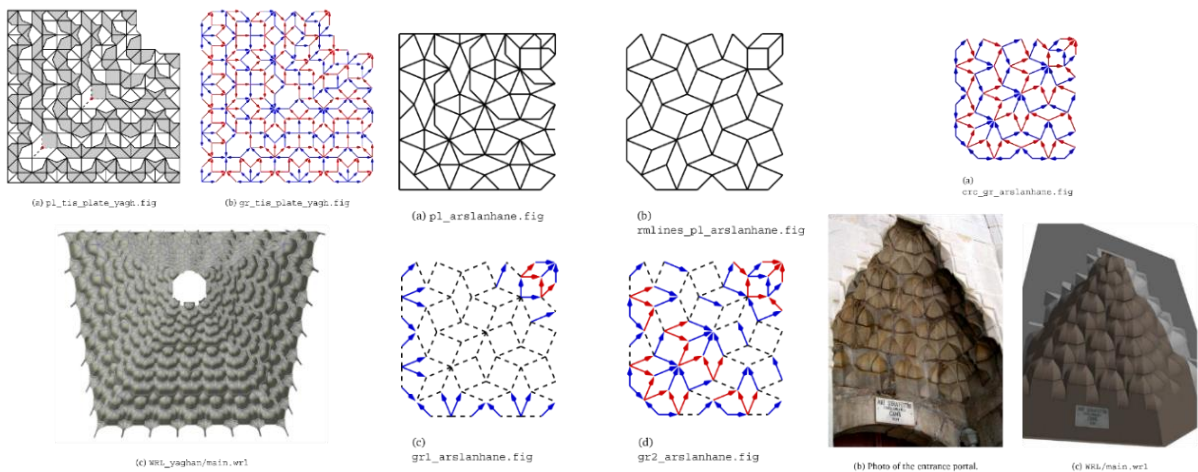 (a) pl_tis_plate_yagh.fig
(b) gr_tis_plate_yagh.fig
(c) WRL_yaghan/main.wrl
(a) pl_arslanhane.fig
(b)
rmlines_pl_arslanhane.fig
(c)
gr1_arslanhane.fig
(d)
gr2_arslanhane.fig
(a)
crc_gr_arslanhane.fig
(b) Photo of the entrance portal.
(c) WRL/main.wrl